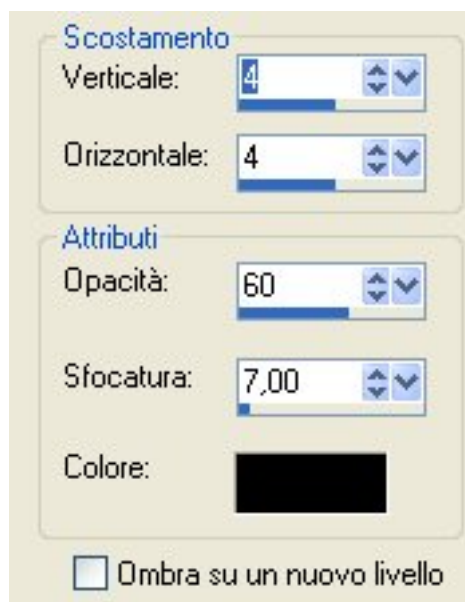 Scostamento
Verticale: 4
Orizzontale: 4
Attributi
Opacità: 60
Sfocatura: 7,00
Colore:
Ombra su un nuovo livello